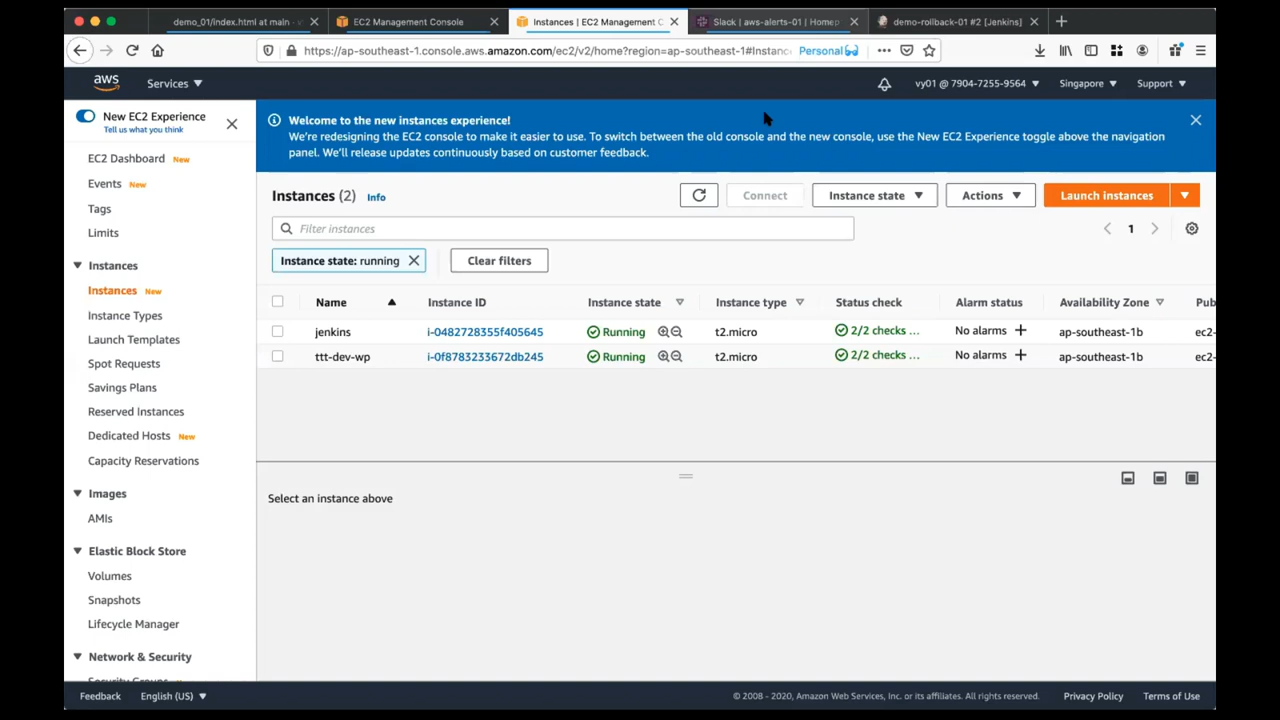 demo_01/index.html at main - v
EC2 Management Console
Instances | EC2 Management C
Slack | aws-alerts-01 | Homep
demo-rollback-01 #2 [Jenkins]
https://ap-southeast-1.console.aws.amazon.com/ec2/v2/home?region=ap-southeast-1#Instanc
Personal
aws
Services
vy01 @ 7904-7255-9564
Singapore
Support
New EC2 Experience
Tell us what you think
EC2 Dashboard New
Events New
Tags
Limits
Instances
Instances New
Instance Types
Launch Templates
Spot Requests
Savings Plans
Reserved Instances
Dedicated Hosts New
Capacity Reservations
Images
AMIs
Elastic Block Store
Volumes
Snapshots
Lifecycle Manager
Network & Security
Welcome to the new instances experience!
We're redesigning the EC2 console to make it easier to use. To switch between the old console and the new console, use the New EC2 Experience toggle above the navigation
panel. We'll release updates continuously based on customer feedback.
Instances (2) Info
Connect
Instance state
Actions
Launch instances
Filter instances
1
Instance state: running
Clear filters
Name Instance ID Instance state Instance type Status check Alarm status Availability Zone Pub
jenkins i-0482728355f405645 Running t2.micro 2/2 checks ... No alarms + ap-southeast-1b ec2-
ttt-dev-wp i-0f8783233672db245 Running t2.micro 2/2 checks ... No alarms + ap-southeast-1b ec2-
Select an instance above
Feedback
English (US)
© 2008 - 2020, Amazon Web Services, Inc. or its affiliates. All rights reserved.
Privacy Policy
Terms of Use